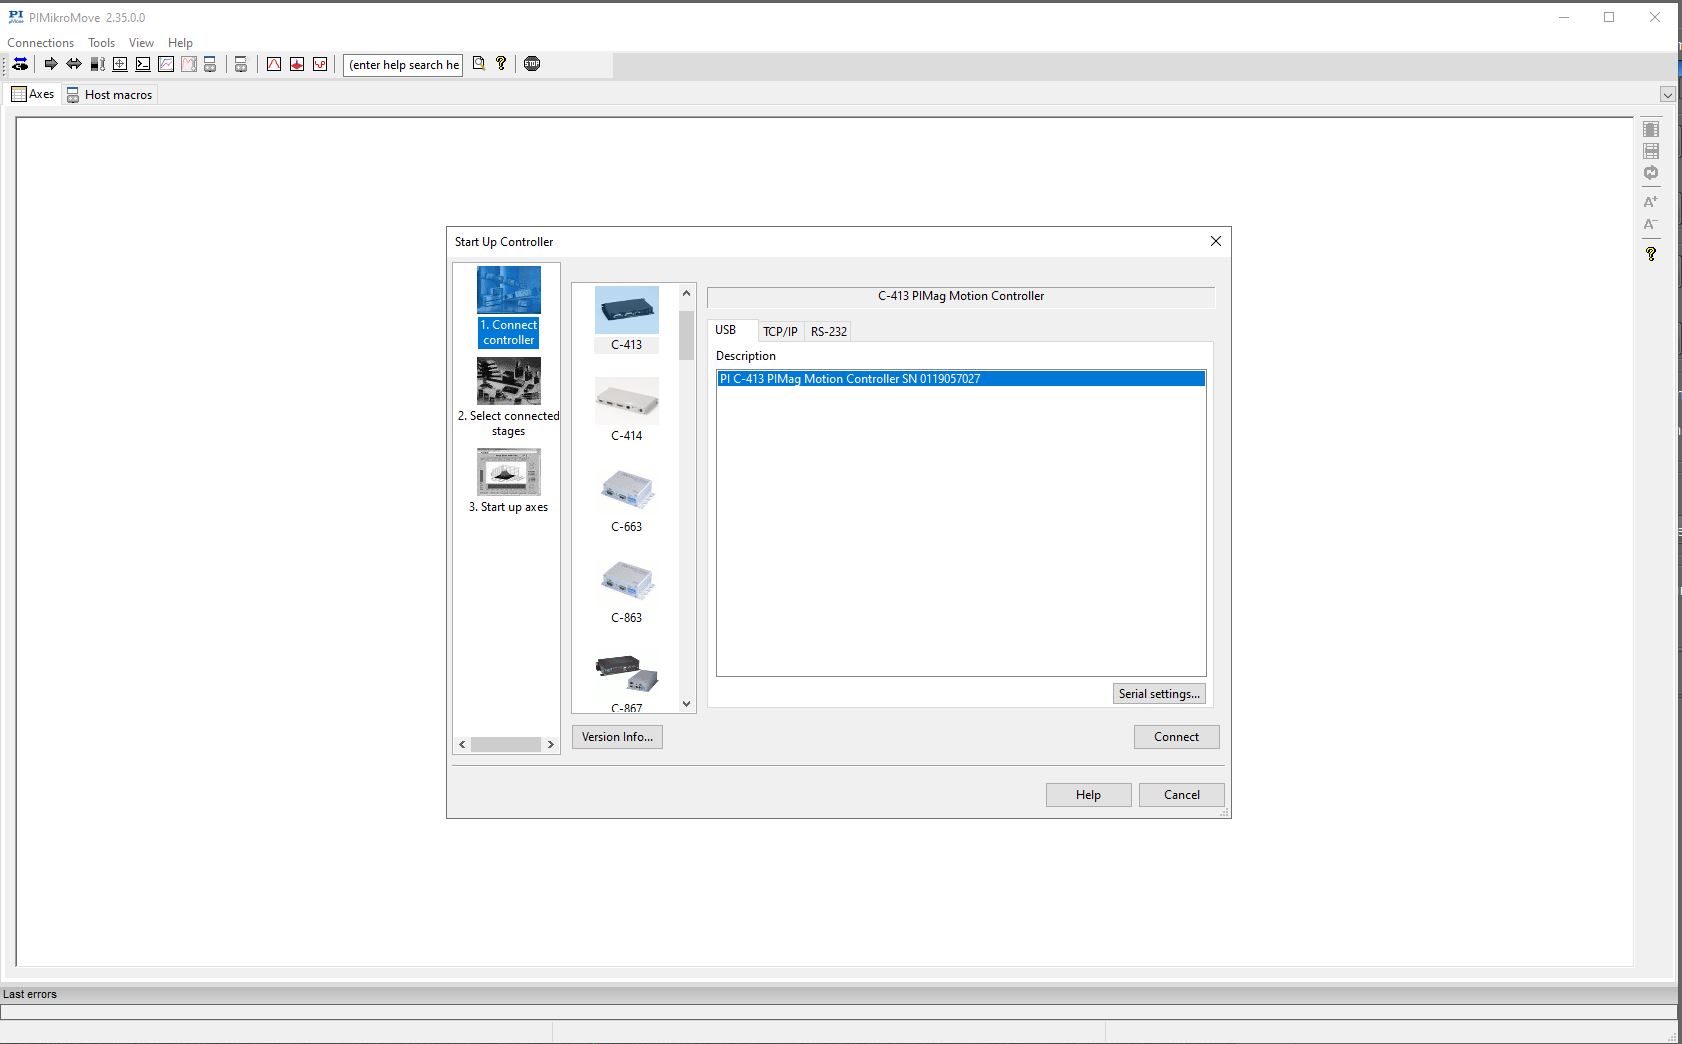 PI PIMikroMove 2.35.0.0
Connections Tools View Help
(enter help search he
STOP
Axes Host macros
Start Up Controller
1. Connect
controller
2. Select connected
stages
3. Start up axes
C-413
C-414
C-663
C-863
C-867
Version Info...
C-413 PIMag Motion Controller
USB TCP/IP RS-232
Description
PI C-413 PIMag Motion Controller SN 0119057027
Serial settings...
Connect
Help Cancel
A+
A-
Last errors